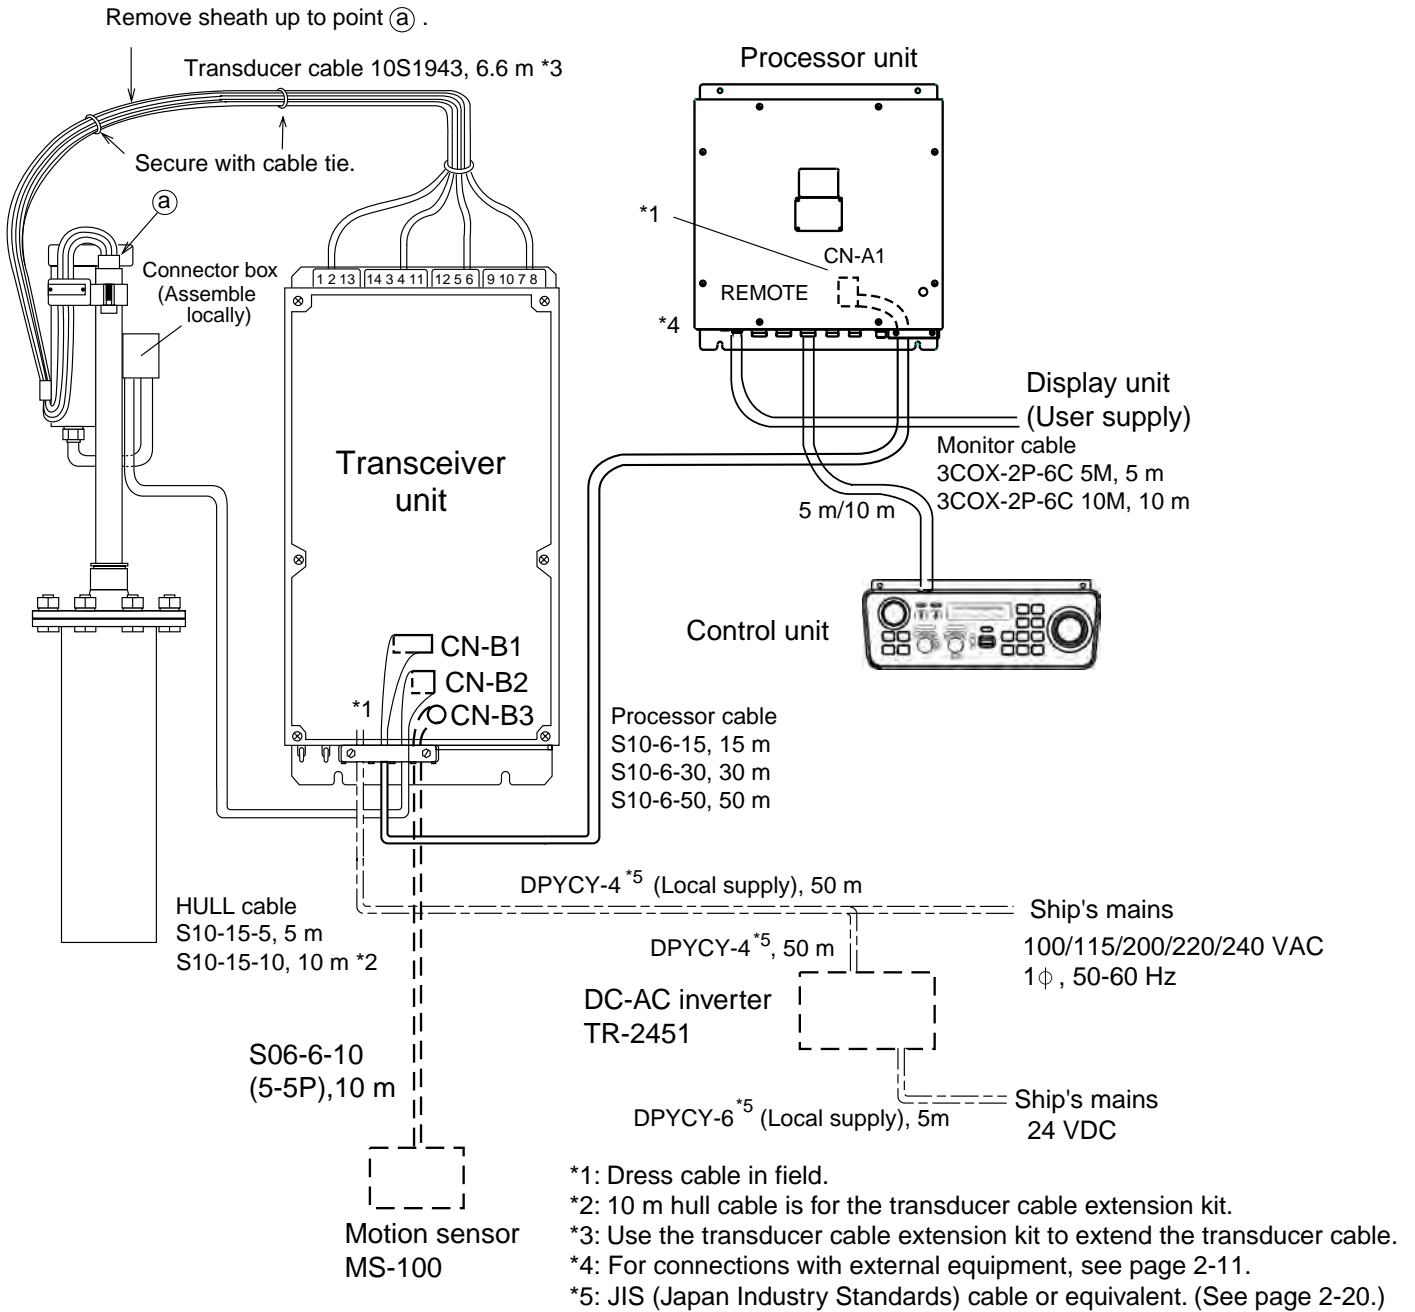 Remove sheath up to point ⓐ .
Transducer cable 10S1943, 6.6 m *3
Processor unit
Secure with cable tie.
ⓐ
*1
CN-A1
Connector box
(Assemble
locally)
1 2 13 14 3 4 11 12 5 6 9 10 7 8
REMOTE
*4
Display unit
(User supply)
Monitor cable
3COX-2P-6C 5M, 5 m
3COX-2P-6C 10M, 10 m
5 m/10 m
Transceiver
unit
Control unit
CN-B1
CN-B2
CN-B3
*1
Processor cable
S10-6-15, 15 m
S10-6-30, 30 m
S10-6-50, 50 m
DPYCY-4 *5 (Local supply), 50 m
HULL cable
S10-15-5, 5 m
S10-15-10, 10 m *2
Ship's mains
100/115/200/220/240 VAC
1ϕ , 50-60 Hz
DPYCY-4 *5, 50 m
DC-AC inverter
TR-2451
S06-6-10
(5-5P),10 m
DPYCY-6 *5 (Local supply), 5m
Ship's mains
24 VDC
Motion sensor
MS-100
*1: Dress cable in field.
*2: 10 m hull cable is for the transducer cable extension kit.
*3: Use the transducer cable extension kit to extend the transducer cable.
*4: For connections with external equipment, see page 2-11.
*5: JIS (Japan Industry Standards) cable or equivalent. (See page 2-20.)